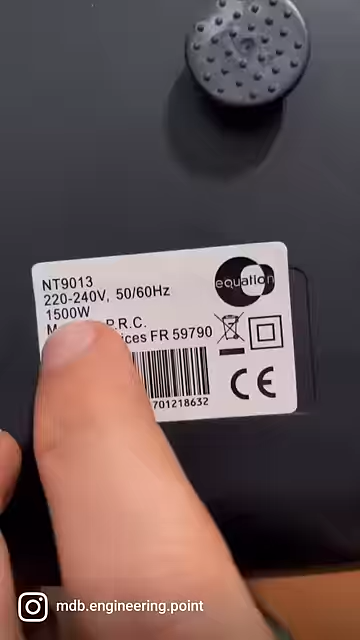 NT9013
220-240V, 50/60Hz
1500W
P.R.C.
ices FR 59790
701218632
equation
CE
mdb.engineering.point